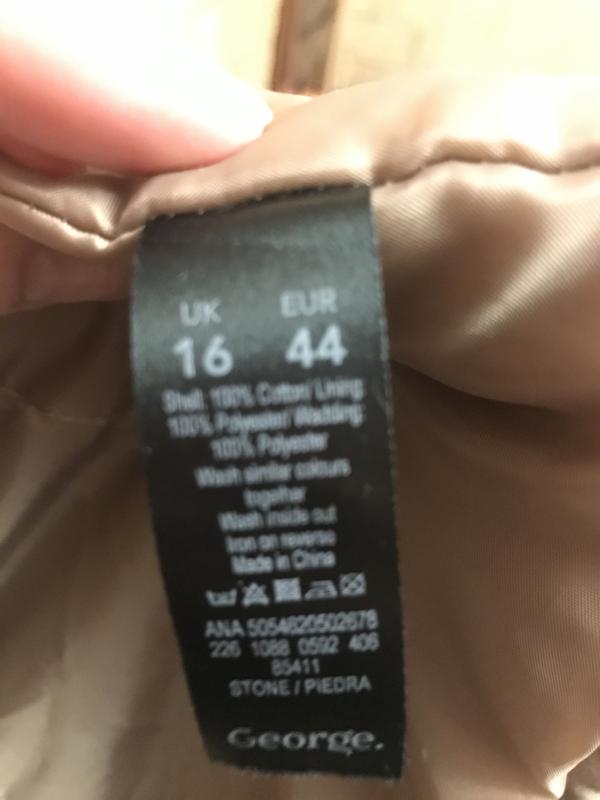 UK EUR
16 44
Shell: 100% Cotton/ Lining:
100% Polyester/ Wadding:
100% Polyester
Wash similar colours
together
Wash inside out
Iron on reverse
Made in China
ANA 5054620502678
226 1088 0592 406
85411
STONE / PIEDRA
George.